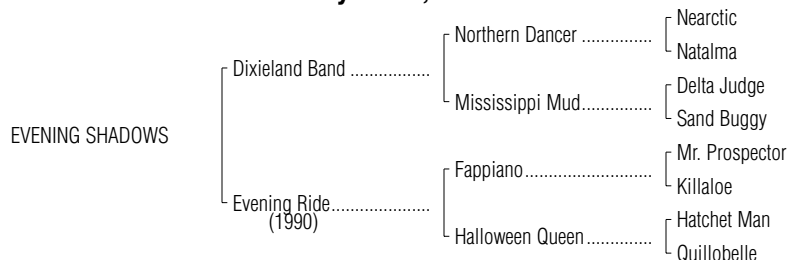 Nearctic
Northern Dancer ..............
Natalma
Dixieland Band .................
Delta Judge
Mississippi Mud..............
Sand Buggy
EVENING SHADOWS
Mr. Prospector
Fappiano.........................
Killaloe
Evening Ride.....................
(1990)
Hatchet Man
Halloween Queen.............
Quillobelle